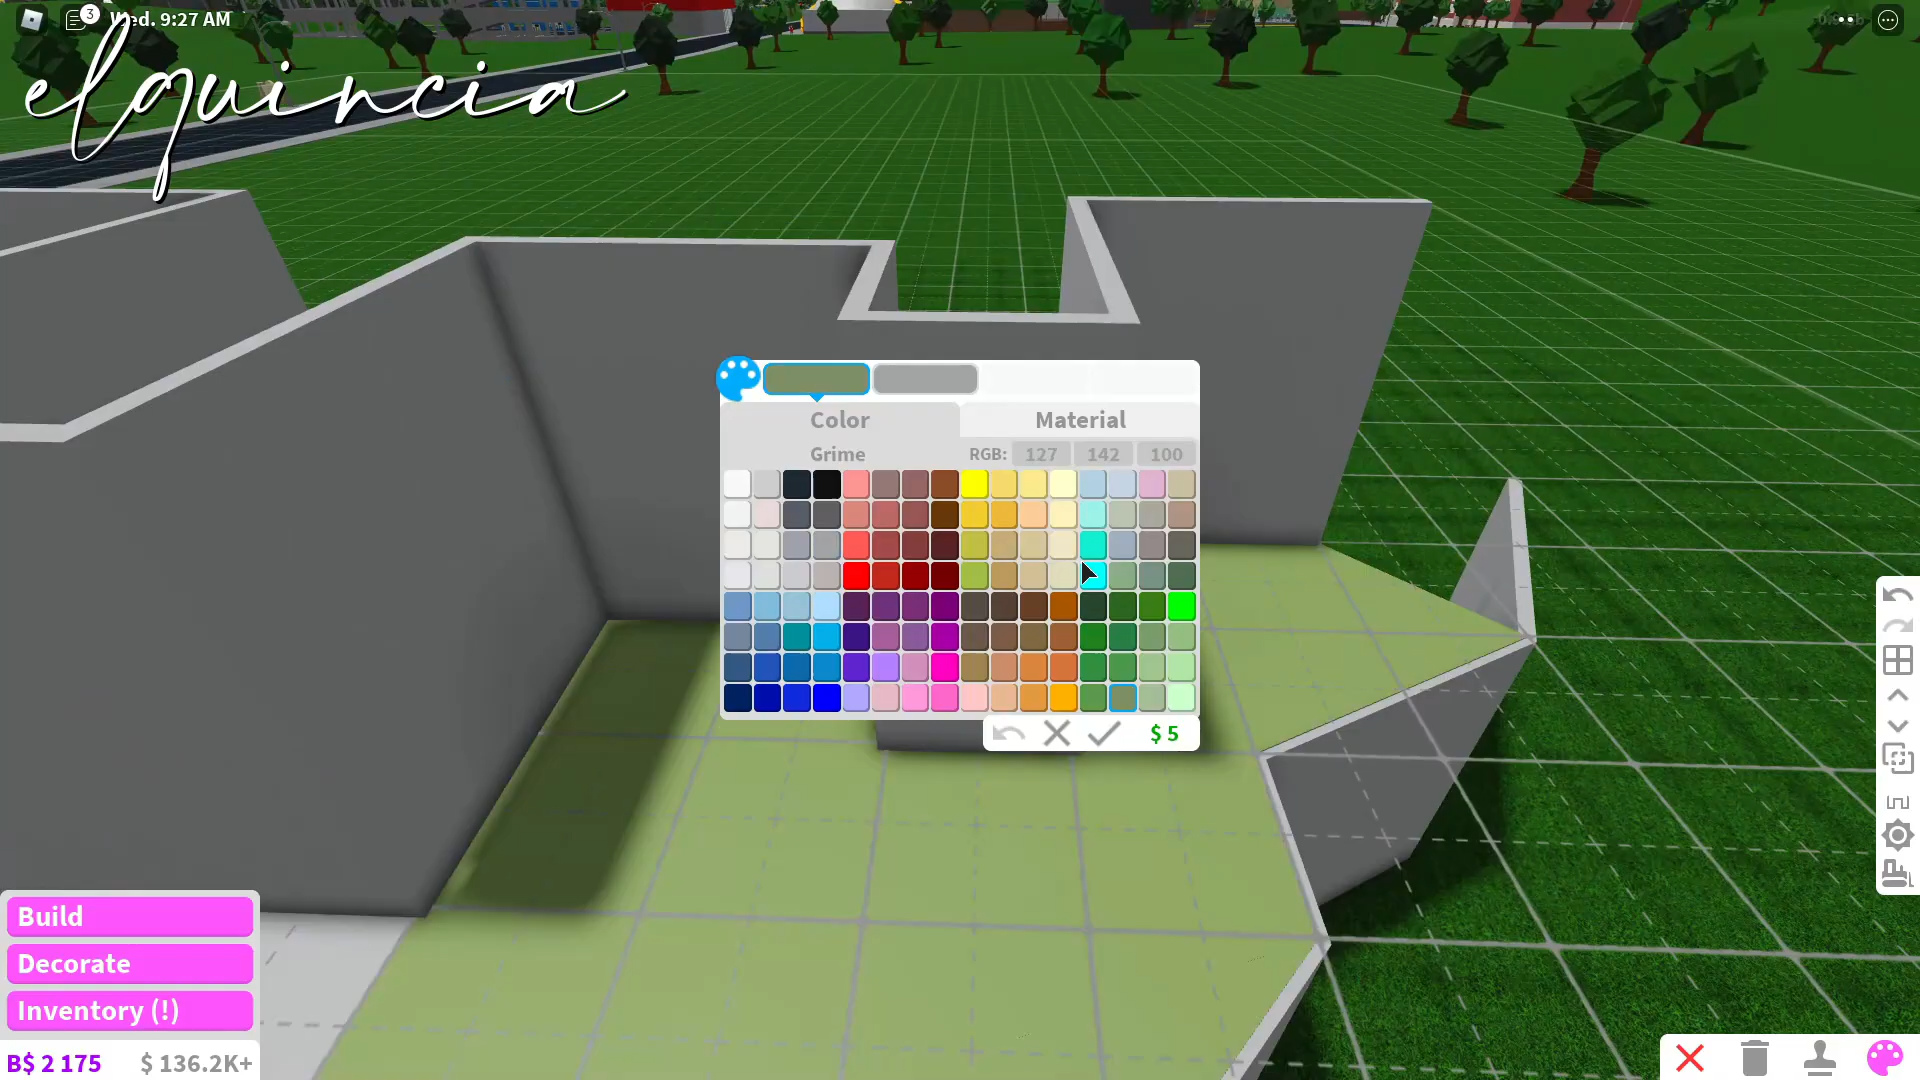 3
Wed. 9:27 AM
elquincia
Color
Material
Grime
RGB: 127 142 100
$ 5
Build
Decorate
Inventory (!)
B$ 2 175
$ 136.2K+